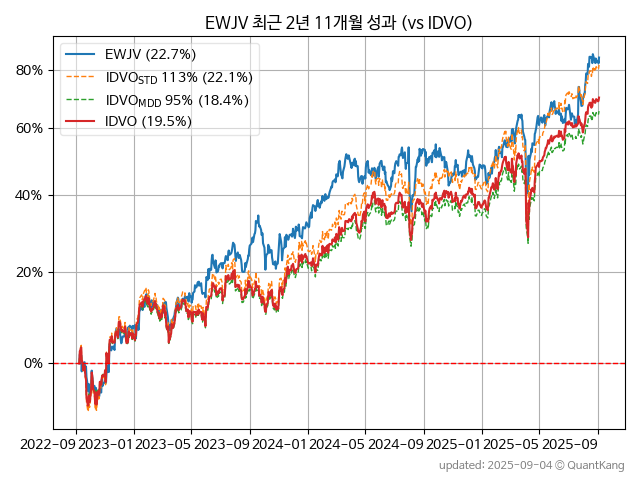 EWJV 최근 2년 11개월 성과 (vs IDVO)
EWJV (22.7%)
IDVO_STD 113% (22.1%)
IDVO_MDD 95% (18.4%)
IDVO (19.5%)
80%
60%
40%
20%
0%
2022-09 2023-01 2023-05 2023-09 2024-01 2024-05 2024-09 2025-01 2025-05 2025-09
updated: 2025-09-04 © QuantKang